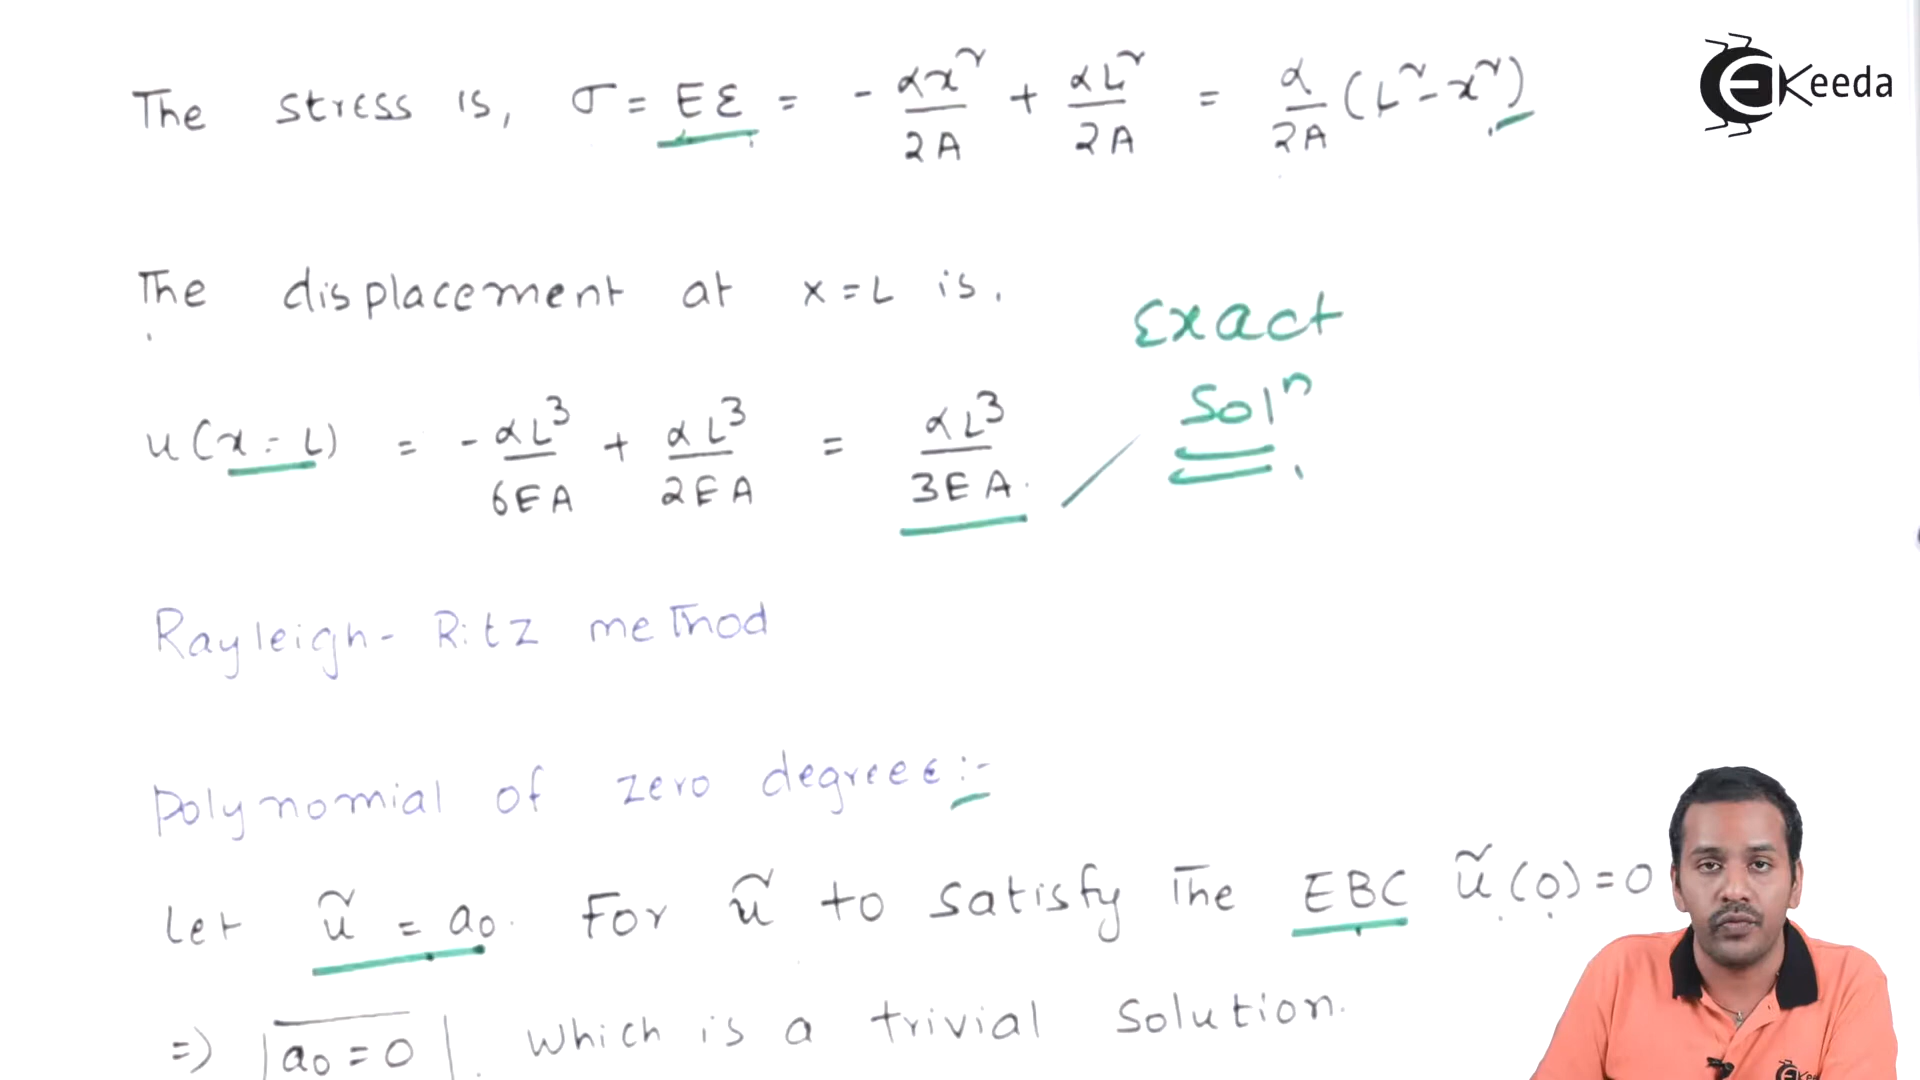 The stress is, σ = Eε = - αx²/2A + αL²/2A = α/2A (L² - x²)
EKeeda
The displacement at x = L is.
Exact
Solⁿ
u(x = L) = - αL³/6EA + αL³/2EA = αL³/3EA.
Rayleigh - Ritz method
Polynomial of zero degree :-
Let ũ = a₀. For ũ to satisfy The EBC ũ(0) = 0
⇒ a₀ = 0. Which is a trivial solution.